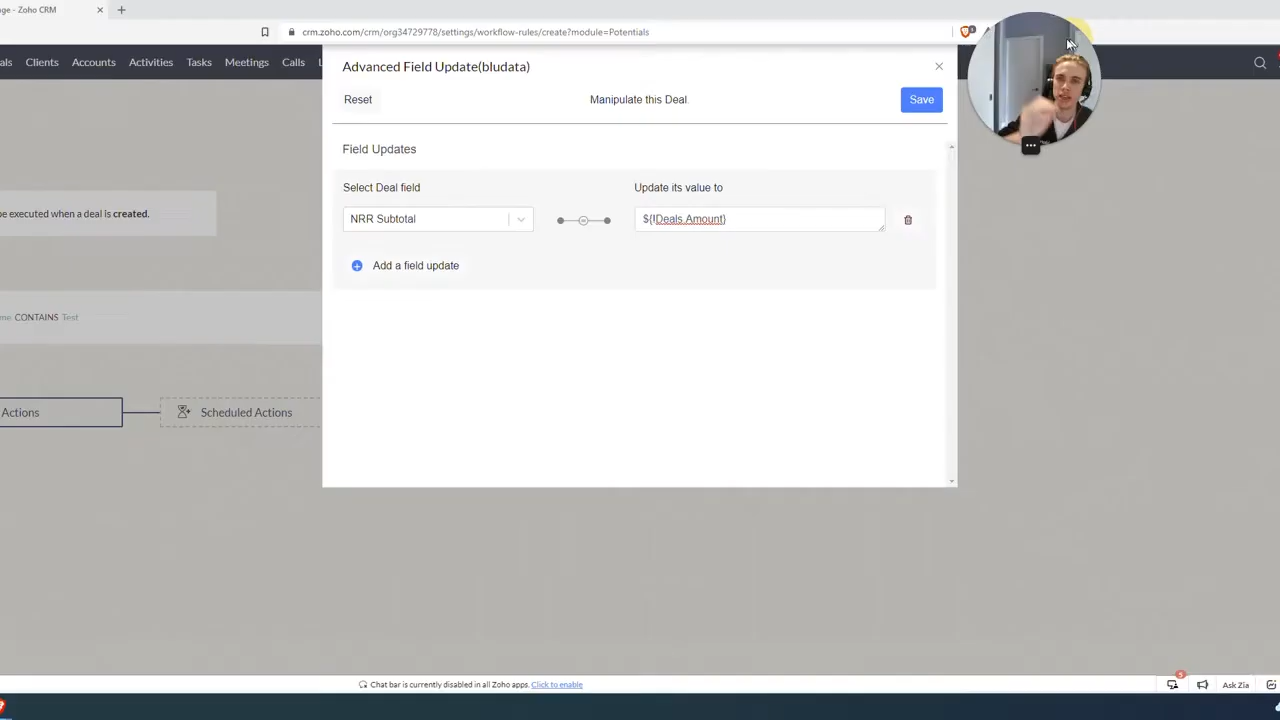 ge - Zoho CRM
crm.zoho.com/crm/org34729778/settings/workflow-rules/create?module=Potentials
als Clients Accounts Activities Tasks Meetings Calls L
Advanced Field Update(bludata)
Reset Manipulate this Deal Save
Field Updates
Select Deal field Update its value to
NRR Subtotal ${!Deals.Amount}
Add a field update
be executed when a deal is created.
me CONTAINS Test
Actions Scheduled Actions
Chat bar is currently disabled in all Zoho apps. Click to enable
5
Ask Zia